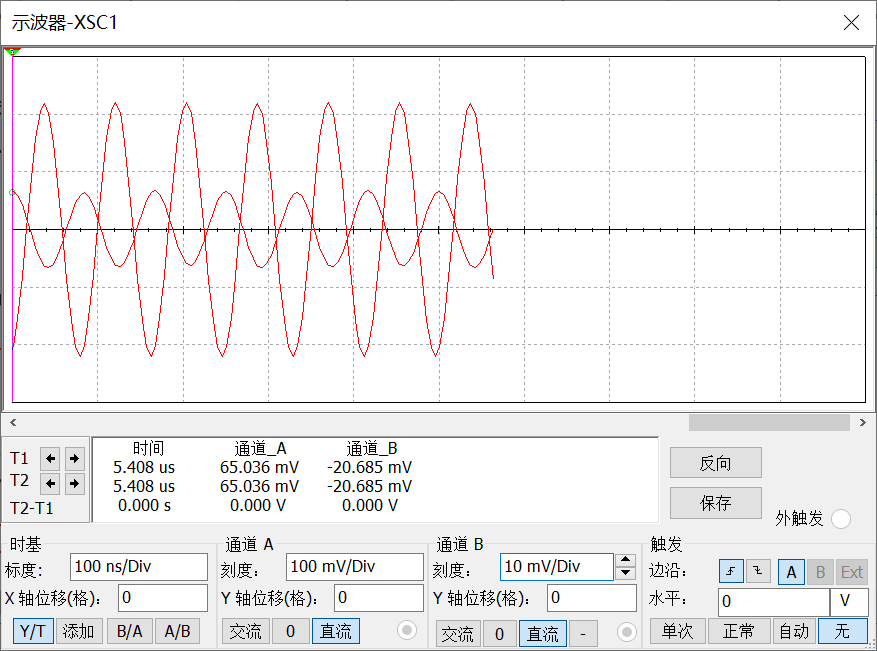 示波器-XSC1
T1
T2
T2-T1
时间 通道_A 通道_B
5.408 us 65.036 mV -20.685 mV
5.408 us 65.036 mV -20.685 mV
0.000 s 0.000 V 0.000 V
反向
保存
外触发
时基
标度: 100 ns/Div
X 轴位移(格): 0
Y/T 添加 B/A A/B
通道 A
刻度: 100 mV/Div
Y 轴位移(格): 0
交流 0 直流
通道 B
刻度: 10 mV/Div
Y 轴位移(格): 0
交流 0 直流 -
触发
边沿: A B Ext
水平: 0 V
单次 正常 自动 无